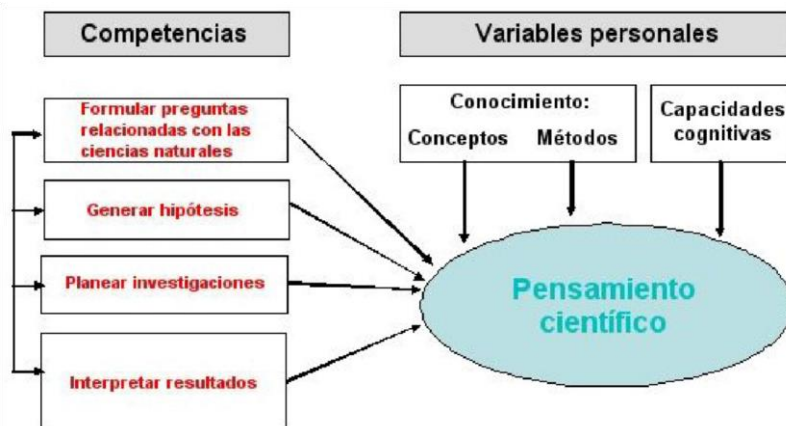 Competencias
Variables personales
Formular preguntas
relacionadas con las
ciencias naturales
Generar hipótesis
Planear investigaciones
Interpretar resultados
Conocimiento:
Conceptos Métodos
Capacidades
cognitivas
Pensamiento
científico